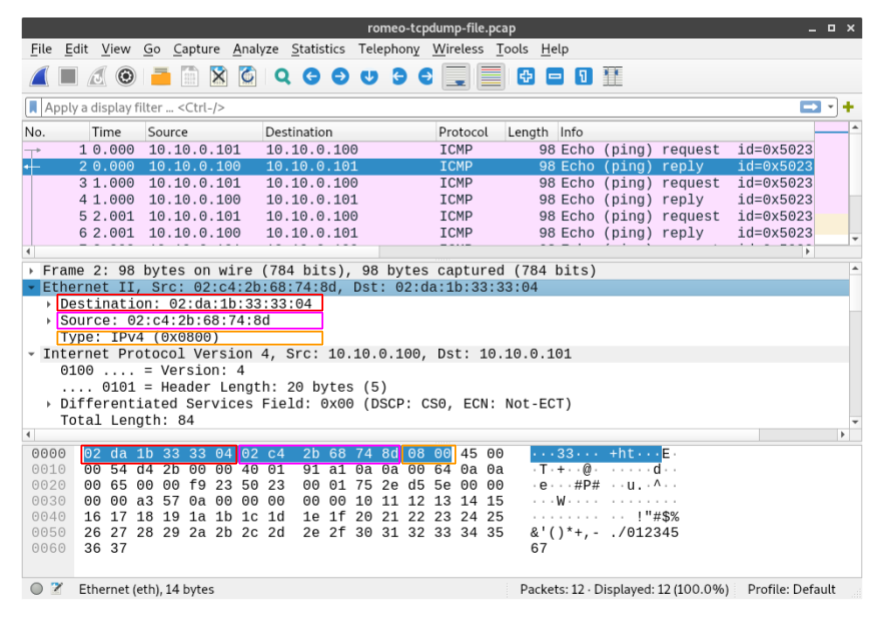 romeo-tcpdump-file.pcap
File Edit View Go Capture Analyze Statistics Telephony Wireless Tools Help
Apply a display filter … <Ctrl-/>
No. Time Source Destination Protocol Length Info
1 0.000 10.10.0.101 10.10.0.100 ICMP 98 Echo (ping) request id=0x5023
2 0.000 10.10.0.100 10.10.0.101 ICMP 98 Echo (ping) reply id=0x5023
3 1.000 10.10.0.101 10.10.0.100 ICMP 98 Echo (ping) request id=0x5023
4 1.000 10.10.0.100 10.10.0.101 ICMP 98 Echo (ping) reply id=0x5023
5 2.001 10.10.0.101 10.10.0.100 ICMP 98 Echo (ping) request id=0x5023
6 2.001 10.10.0.100 10.10.0.101 ICMP 98 Echo (ping) reply id=0x5023
Frame 2: 98 bytes on wire (784 bits), 98 bytes captured (784 bits)
Ethernet II, Src: 02:c4:2b:68:74:8d, Dst: 02:da:1b:33:33:04
Destination: 02:da:1b:33:33:04
Source: 02:c4:2b:68:74:8d
Type: IPv4 (0x0800)
Internet Protocol Version 4, Src: 10.10.0.100, Dst: 10.10.0.101
0100 .... = Version: 4
.... 0101 = Header Length: 20 bytes (5)
Differentiated Services Field: 0x00 (DSCP: CS0, ECN: Not-ECT)
Total Length: 84
0000 02 da 1b 33 33 04 02 c4 2b 68 74 8d 08 00 45 00 ···33··· +ht···E·
0010 00 54 d4 2b 00 00 40 01 91 a1 0a 0a 00 64 0a 0a ·T·+··@· ·····d··
0020 00 65 00 00 f9 23 50 23 00 01 75 2e d5 5e 00 00 ·e···#P# ··u.·^··
0030 00 00 a3 57 0a 00 00 00 00 00 10 11 12 13 14 15 ···W···· ········
0040 16 17 18 19 1a 1b 1c 1d 1e 1f 20 21 22 23 24 25 ········ ·· !"#$%
0050 26 27 28 29 2a 2b 2c 2d 2e 2f 30 31 32 33 34 35 &'()*+,- ./012345
0060 36 37 67
Ethernet (eth), 14 bytes Packets: 12 · Displayed: 12 (100.0%) Profile: Default